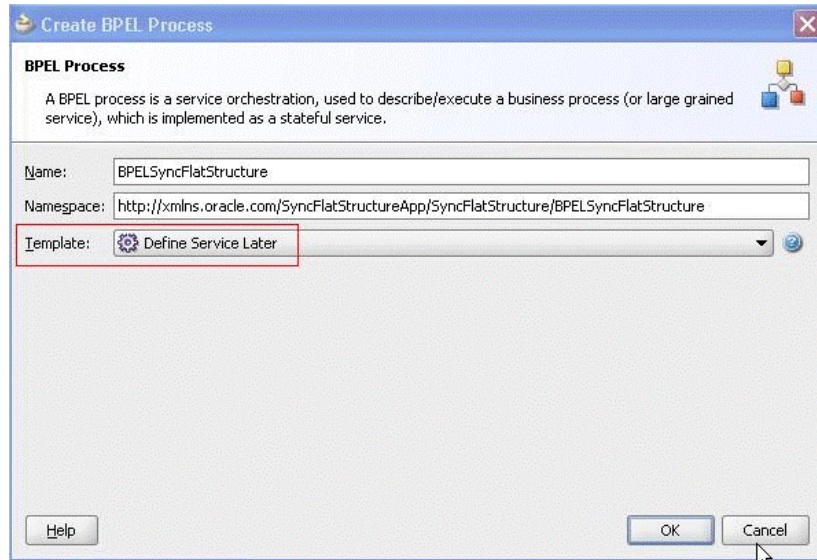 Create BPEL Process
BPEL Process
A BPEL process is a service orchestration, used to describe/execute a business process (or large grained
service), which is implemented as a stateful service.
Name: BPELSyncFlatStructure
Namespace: http://xmlns.oracle.com/SyncFlatStructureApp/SyncFlatStructure/BPELSyncFlatStructure
Template: Define Service Later
Help OK Cancel